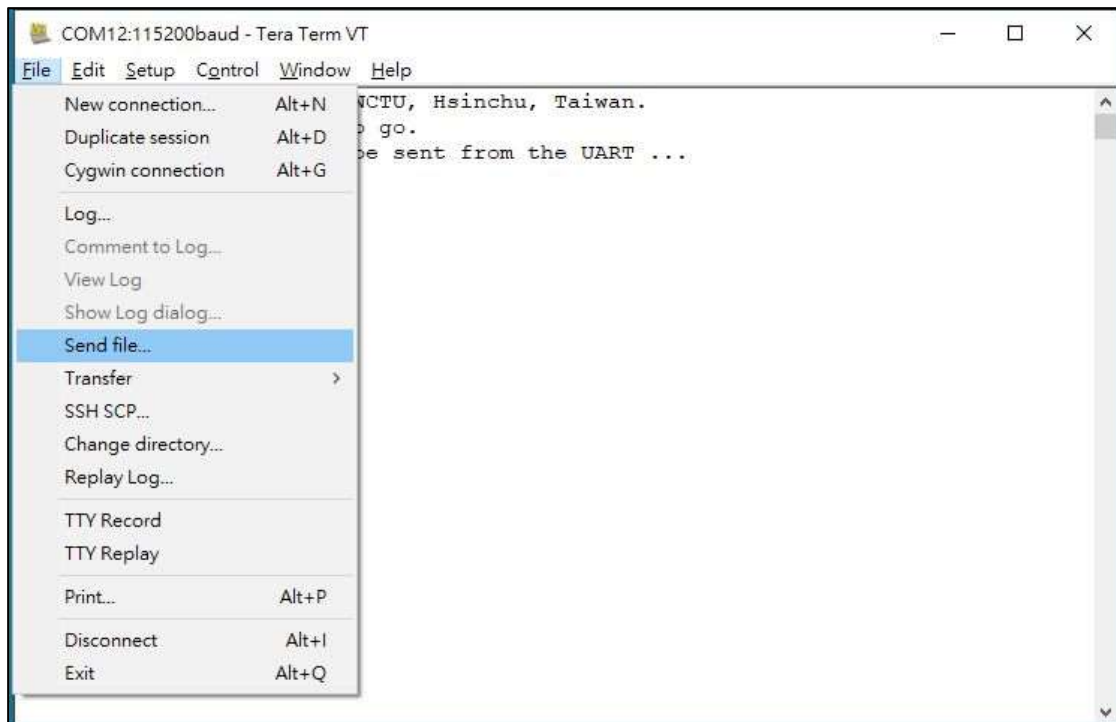 COM12:115200baud - Tera Term VT
File Edit Setup Control Window Help
New connection... Alt+N
Duplicate session Alt+D
Cygwin connection Alt+G
Log...
Comment to Log...
View Log
Show Log dialog...
Send file...
Transfer >
SSH SCP...
Change directory...
Replay Log...
TTY Record
TTY Replay
Print... Alt+P
Disconnect Alt+I
Exit Alt+Q
NCTU, Hsinchu, Taiwan.
go.
be sent from the UART ...